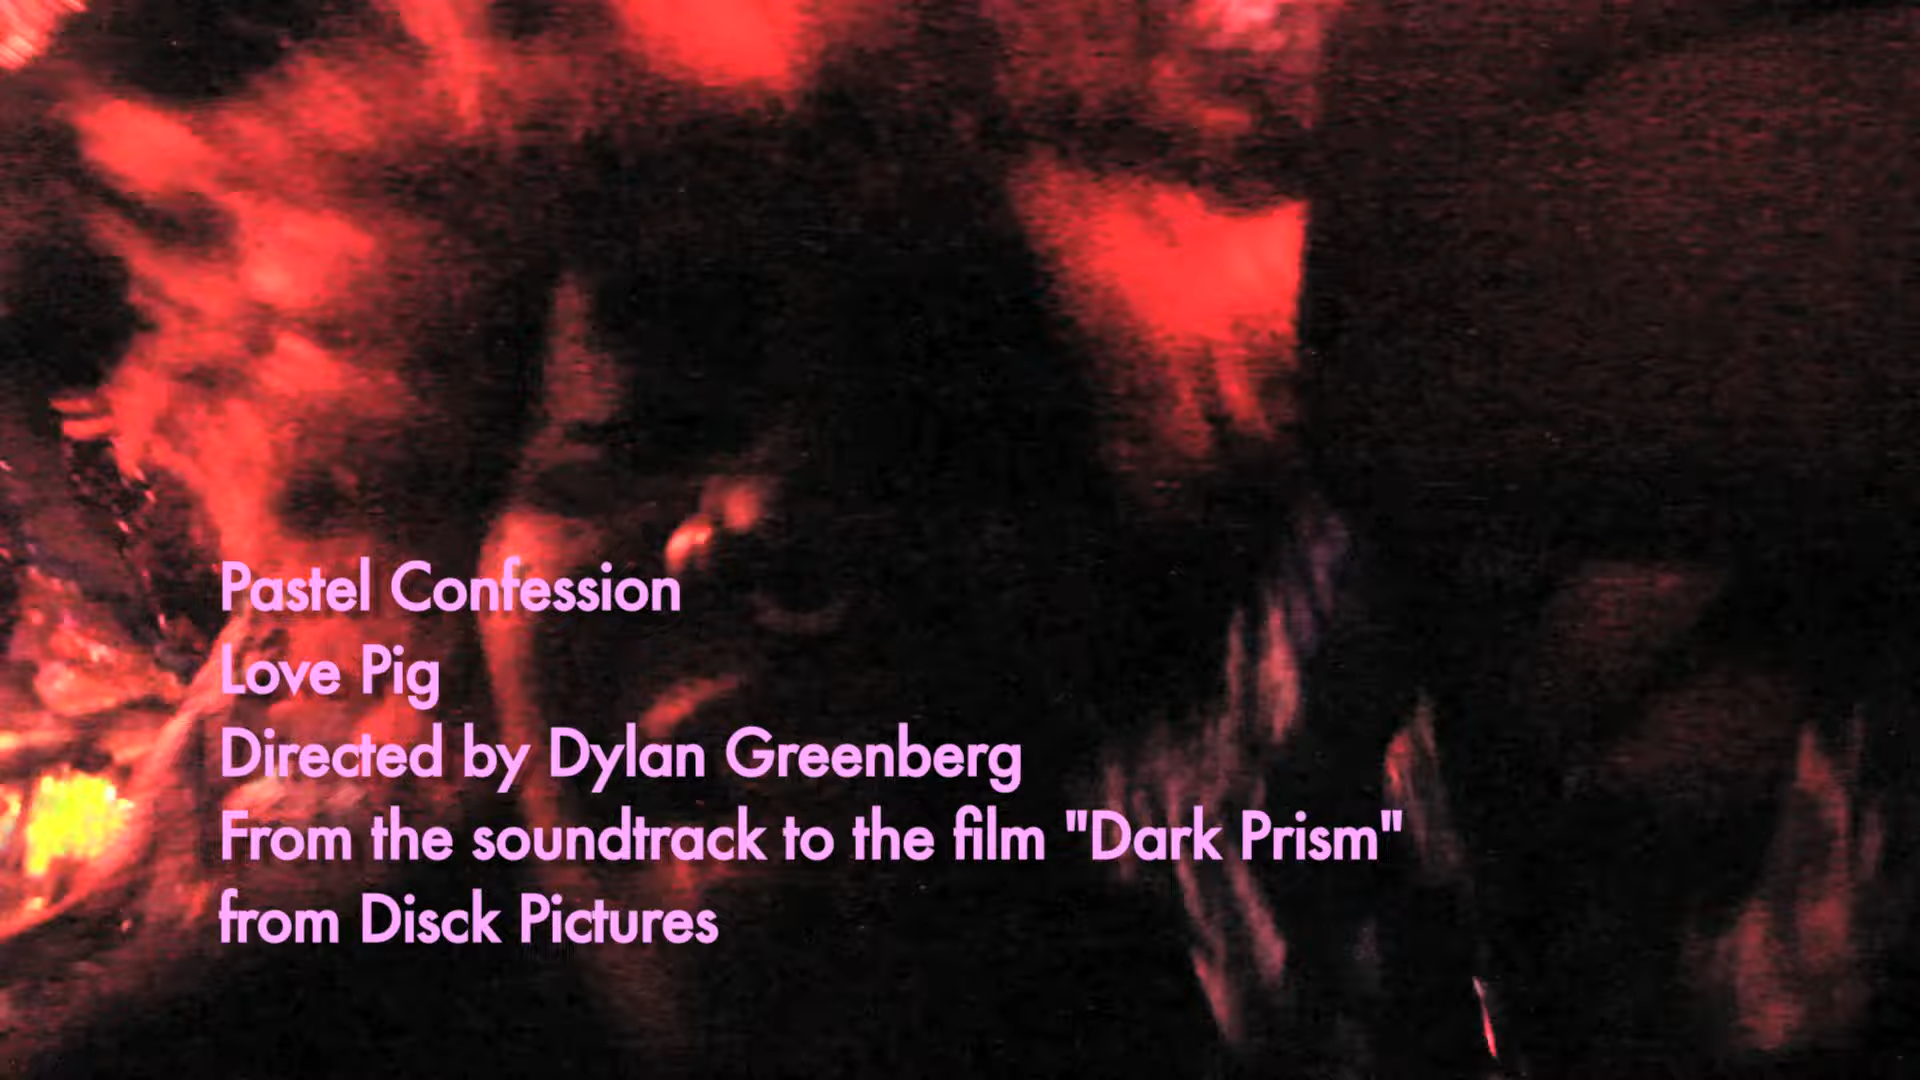 Pastel Confession
Love Pig
Directed by Dylan Greenberg
From the soundtrack to the film "Dark Prism"
from Disck Pictures